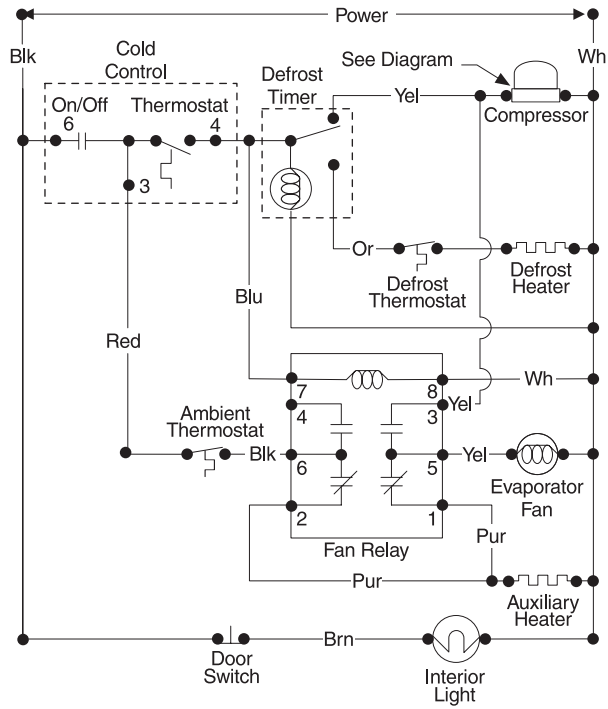 Power
Blk
Wh
Cold
Control
See Diagram
Defrost
Timer
On/Off
Thermostat
Yel
Compressor
6
4
3
Or
Defrost
Thermostat
Defrost
Heater
Blu
Red
7
8
Wh
4
3
Yel
Ambient
Thermostat
Blk
6
5
Yel
Evaporator
Fan
2
1
Fan Relay
Pur
Pur
Auxiliary
Heater
Brn
Door
Switch
Interior
Light